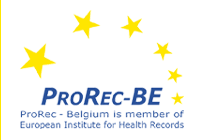 PROREC-BE
ProRec - Belgium is member of
European Institute for Health Records